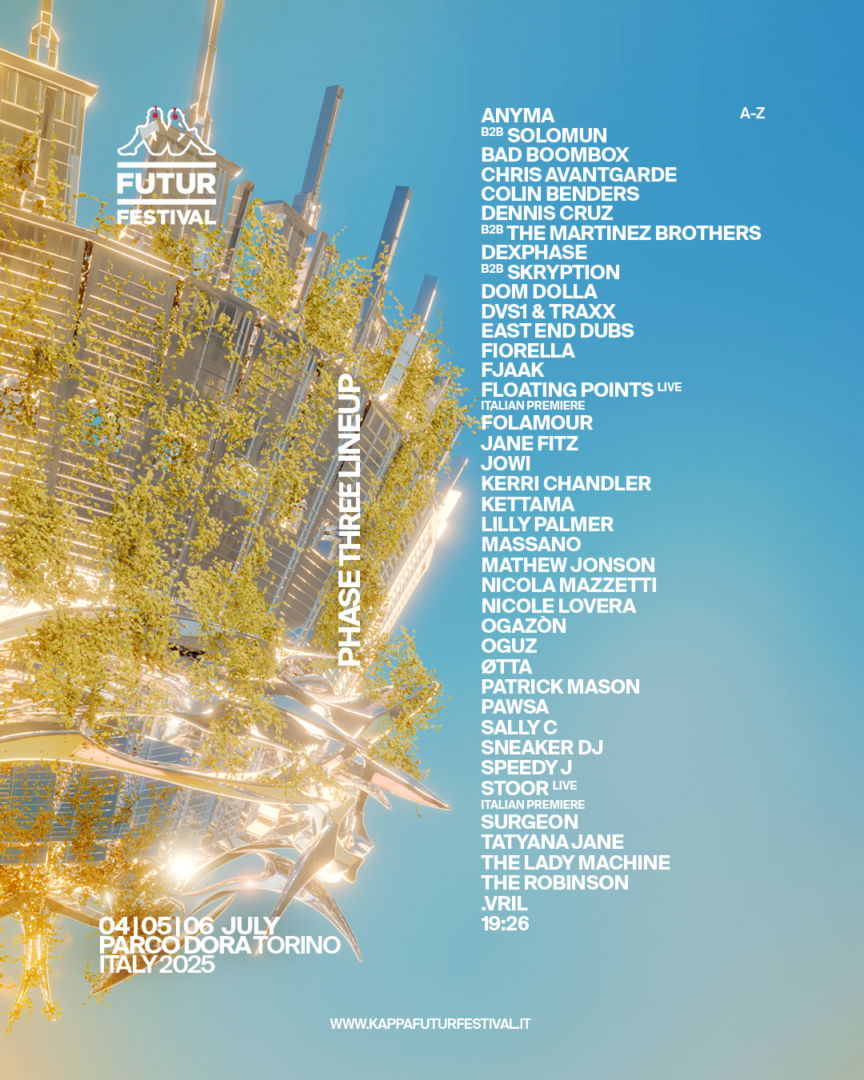 FUTUR
FESTIVAL
A-Z
ANYMA
B2B SOLOMUN
BAD BOOMBOX
CHRIS AVANTGARDE
COLIN BENDERS
DENNIS CRUZ
B2B THE MARTINEZ BROTHERS
DEXPHASE
B2B SKRYPTION
DOM DOLLA
DVS1 & TRAXX
EAST END DUBS
FIORELLA
FJAAK
FLOATING POINTS LIVE
ITALIAN PREMIERE
FOLAMOUR
JANE FITZ
JOWI
KERRI CHANDLER
KETTAMA
LILLY PALMER
MASSANO
MATHEW JONSON
NICOLA MAZZETTI
NICOLE LOVERA
OGAZÒN
OGUZ
ØTTA
PATRICK MASON
PAWSA
SALLY C
SNEAKER DJ
SPEEDY J
STOOR LIVE
ITALIAN PREMIERE
SURGEON
TATYANA JANE
THE LADY MACHINE
THE ROBINSON
.VRIL
19:26
PHASE THREE LINEUP
04|05|06 JULY
PARCO DORA TORINO
ITALY 2025
WWW.KAPPAFUTURFESTIVAL.IT